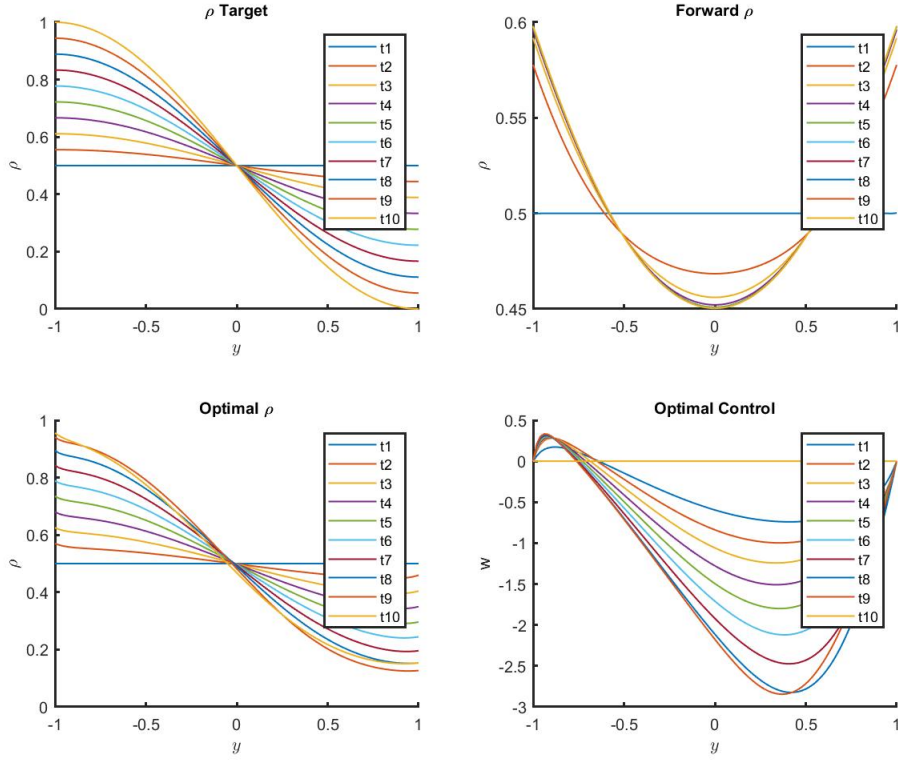 ρ Target
1
0.8
0.6
0.4
0.2
0
ρ
-1 -0.5 0 0.5 1
y
t1
t2
t3
t4
t5
t6
t7
t8
t9
t10
Forward ρ
0.6
0.55
0.5
0.45
ρ
-1 -0.5 0 0.5 1
y
t1
t2
t3
t4
t5
t6
t7
t8
t9
t10
Optimal ρ
1
0.8
0.6
0.4
0.2
0
ρ
-1 -0.5 0 0.5 1
y
t1
t2
t3
t4
t5
t6
t7
t8
t9
t10
Optimal Control
0.5
0
-0.5
-1
-1.5
-2
-2.5
-3
w
-1 -0.5 0 0.5 1
y
t1
t2
t3
t4
t5
t6
t7
t8
t9
t10